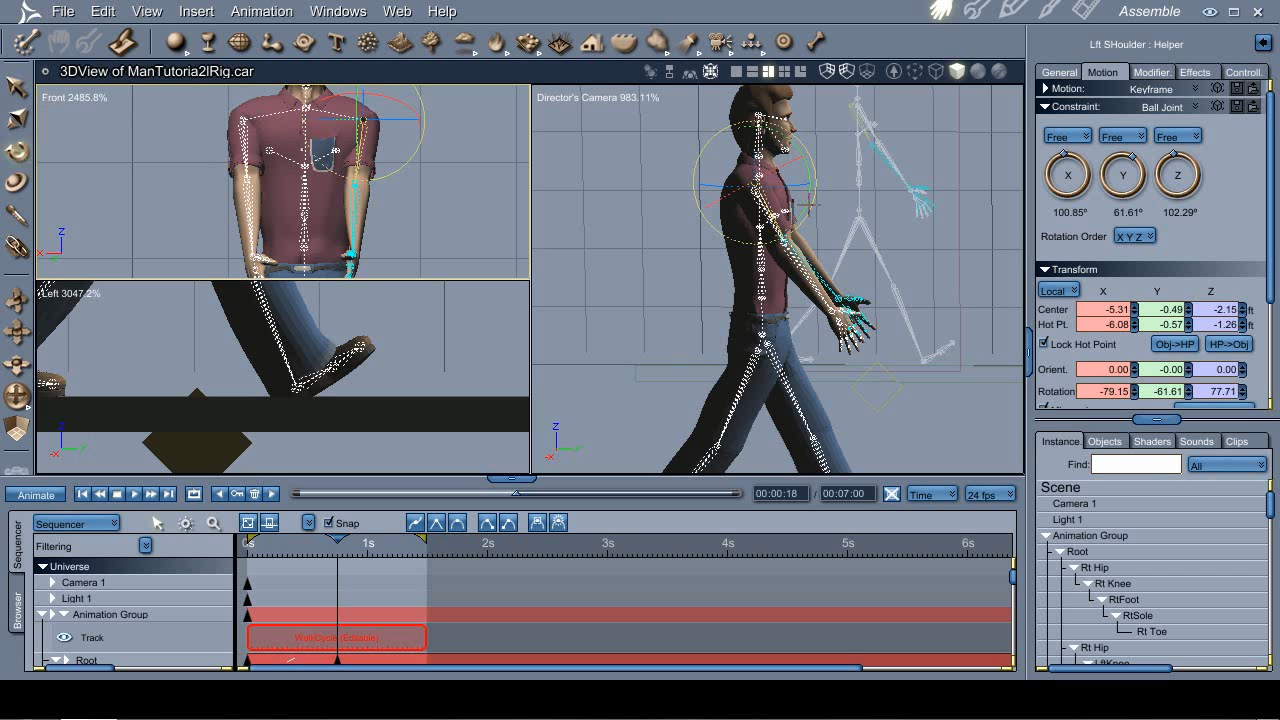 File Edit View Insert Animation Windows Web Help Assemble
3DView of ManTutoria2lRig.car
Front 2485.8%
Z
X
Left 3047.2%
Z
X
Director's Camera 983.11%
Z
X
Lft SHoulder : Helper
General Motion Modifier. Effects Controll.
Motion: Keyframe
Constraint: Ball Joint
Free Free Free
X Y Z
100.85º 61.61º 102.29º
Rotation Order X Y Z
Transform
Local X Y Z
Center -5.31 -0.49 -2.15 ft
Hot Pt. -6.08 -0.57 -1.26 ft
Lock Hot Point Obj->HP HP->Obj
Orient. 0.00 -0.00 0.00
Rotation -79.15 -61.61 77.71
Instance. Objects Shaders Sounds Clips
Find: All
Scene
Camera 1
Light 1
Animation Group
Root
Rt Hip
Rt Knee
RtFoot
RtSole
Rt Toe
Rt Hip
LftKnee
Animate 00:00:18 / 00:07:00 Time 24 fps
Sequencer
Browser
Sequencer Snap
Filtering 0s 1s 2s 3s 4s 5s 6s
Universe
Camera 1
Light 1
Animation Group
Track WalkCycle (Editable)
Root